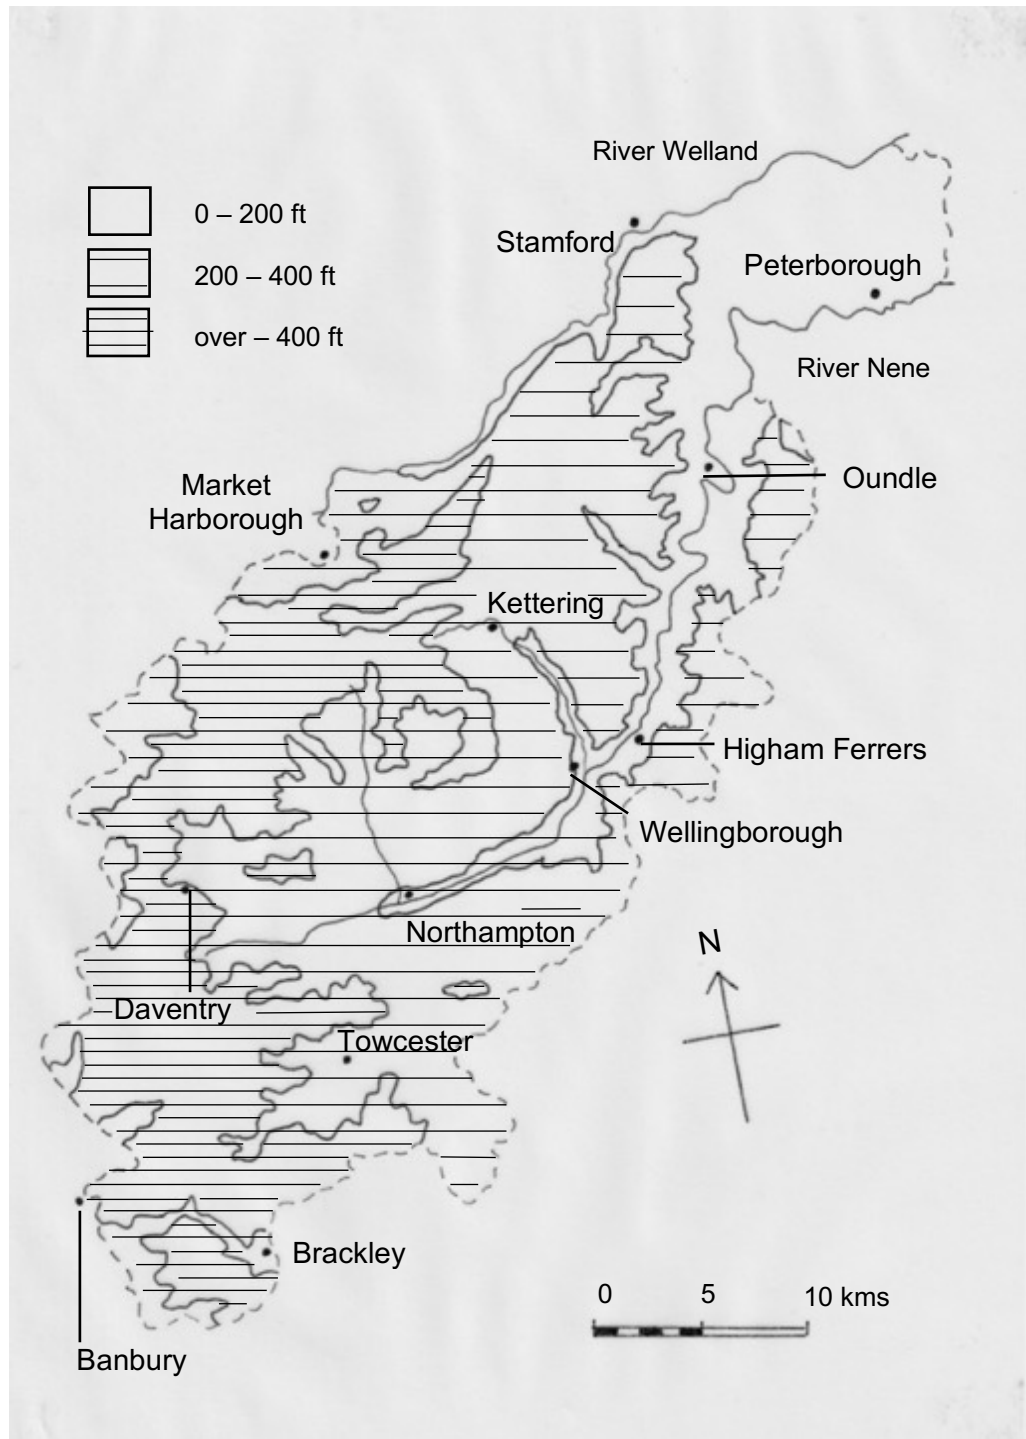 River Welland
0 – 200 ft
Stamford
Peterborough
200 – 400 ft
over – 400 ft
River Nene
Oundle
Market
Harborough
Kettering
Higham Ferrers
Wellingborough
Northampton
N
Daventry
Towcester
Brackley
0 5 10 kms
Banbury